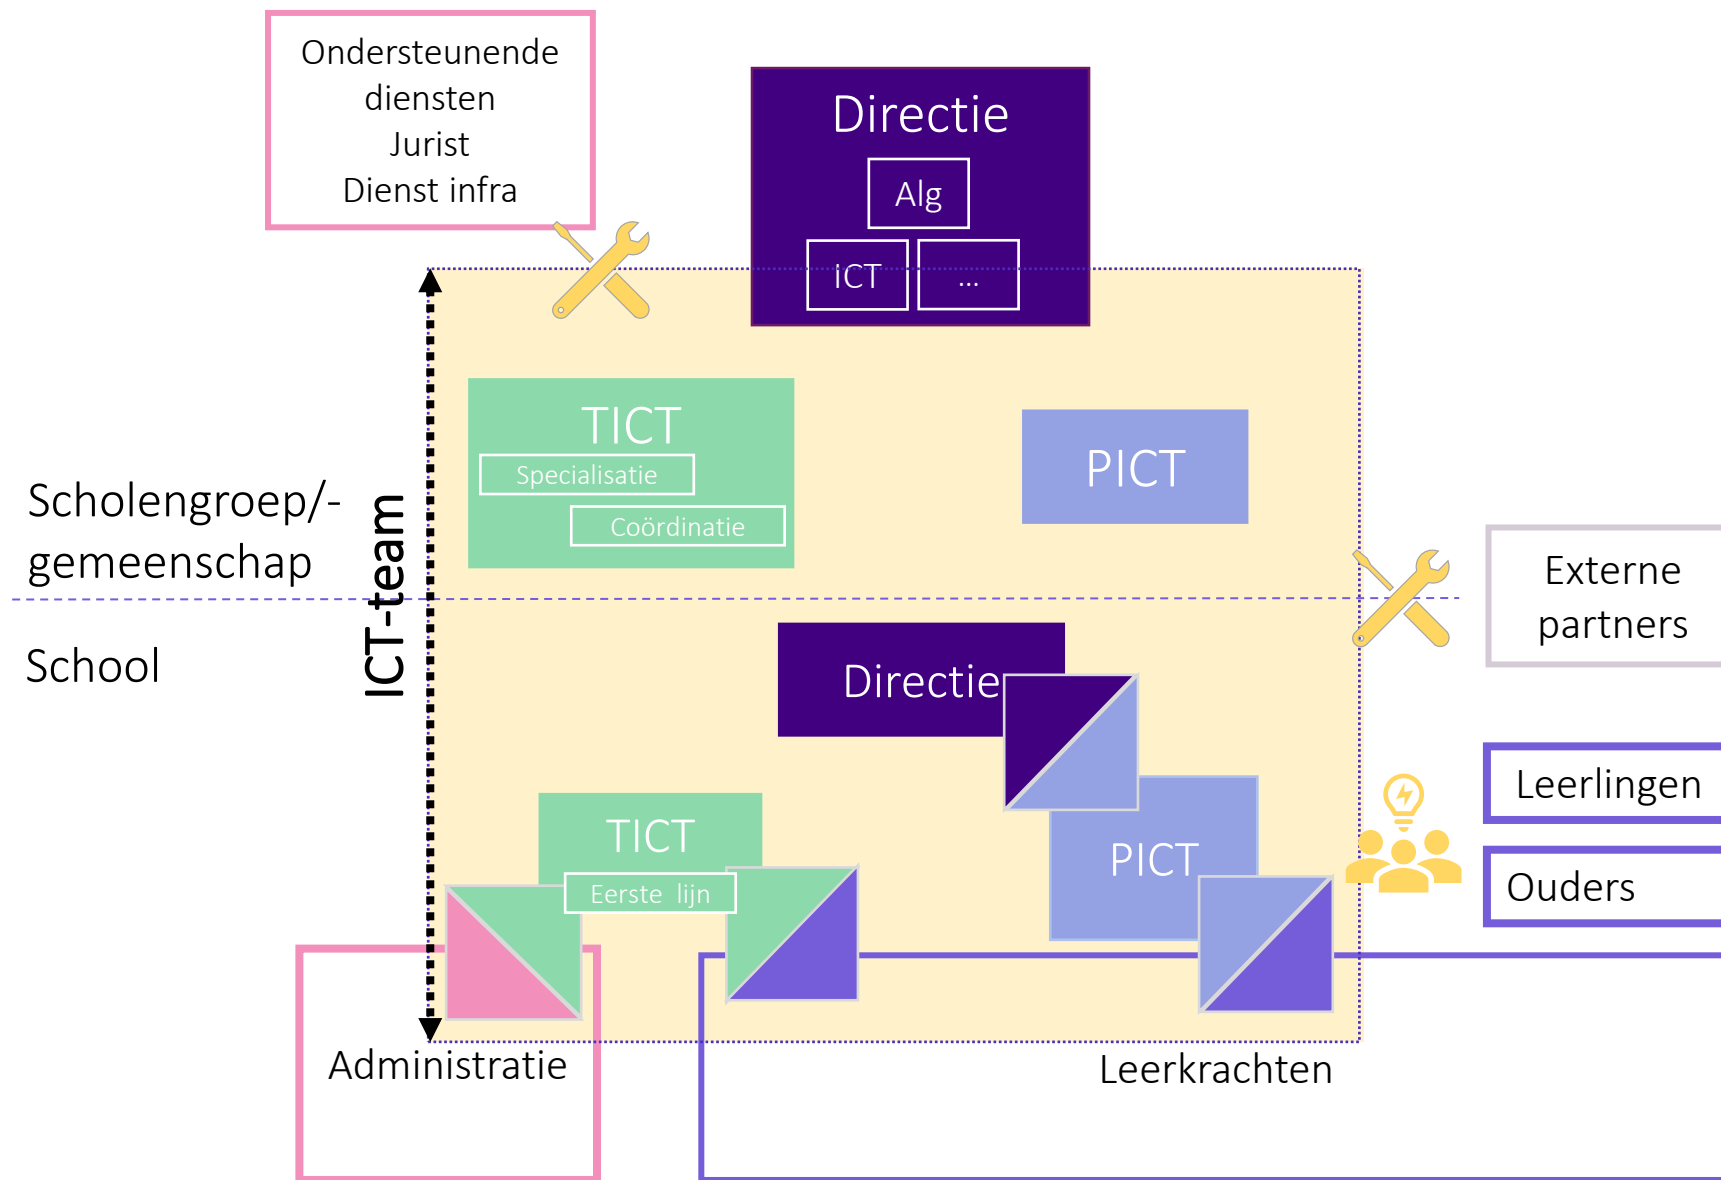 Ondersteunende
diensten
Jurist
Dienst infra
Directie
Alg
ICT
...
TICT
Specialisatie
Coördinatie
PICT
Scholengroep/-
gemeenschap
ICT-team
School
Externe
partners
Directie
Leerlingen
TICT
Eerste lijn
PICT
Ouders
Administratie
Leerkrachten